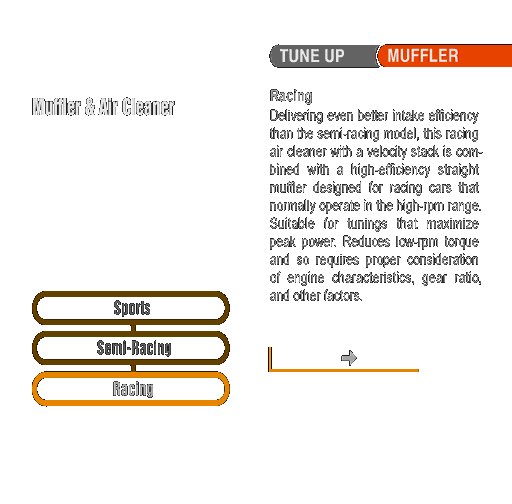 TUNE UP MUFFLER
Muffler & Air Cleaner
Racing
Delivering even better intake efficiency
than the semi-racing model, this racing
air cleaner with a velocity stack is com-
bined with a high-efficiency straight
muffler designed for racing cars that
normally operate in the high-rpm range.
Suitable for tunings that maximize
peak power. Reduces low-rpm torque
and so requires proper consideration
of engine characteristics, gear ratio,
and other factors.
Sports
Semi-Racing
Racing